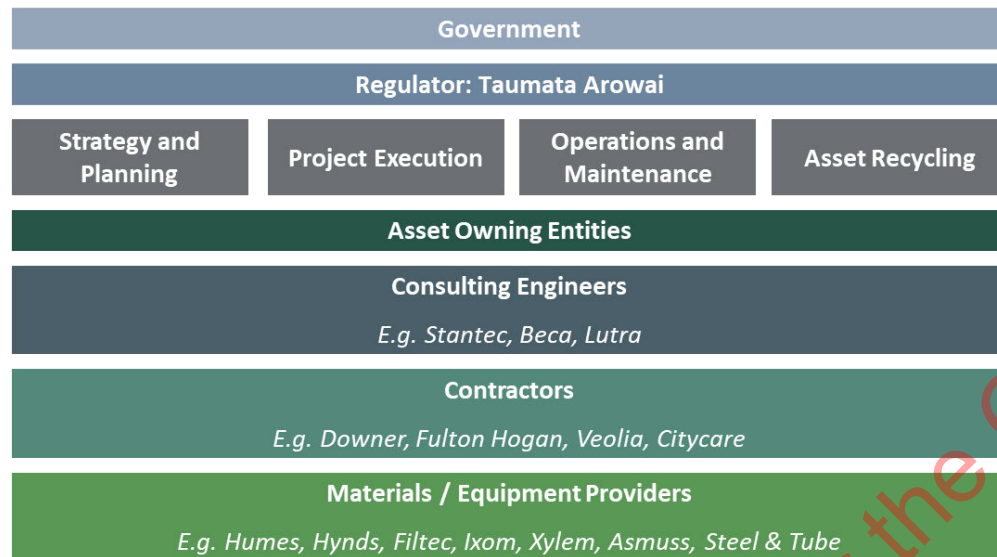 Government
Regulator: Taumata Arowai
Strategy and
Planning
Project Execution
Operations and
Maintenance
Asset Recycling
Asset Owning Entities
Consulting Engineers
E.g. Stantec, Beca, Lutra
Contractors
E.g. Downer, Fulton Hogan, Veolia, Citycare
Materials / Equipment Providers
E.g. Humes, Hynds, Filtec, Ixom, Xylem, Asmuss, Steel & Tube
the